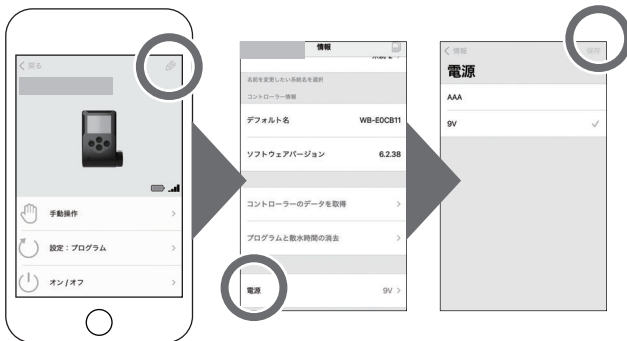 戻る
手動操作
設定：プログラム
オン / オフ
情報
名前を変更したい系統名を選択
コントローラー情報
デフォルト名 WB-E0CB11
ソフトウェアバージョン 6.2.38
コントローラーのデータを取得
プログラムと散水時間の消去
電源 9V
情報 保存
電源
AAA
9V